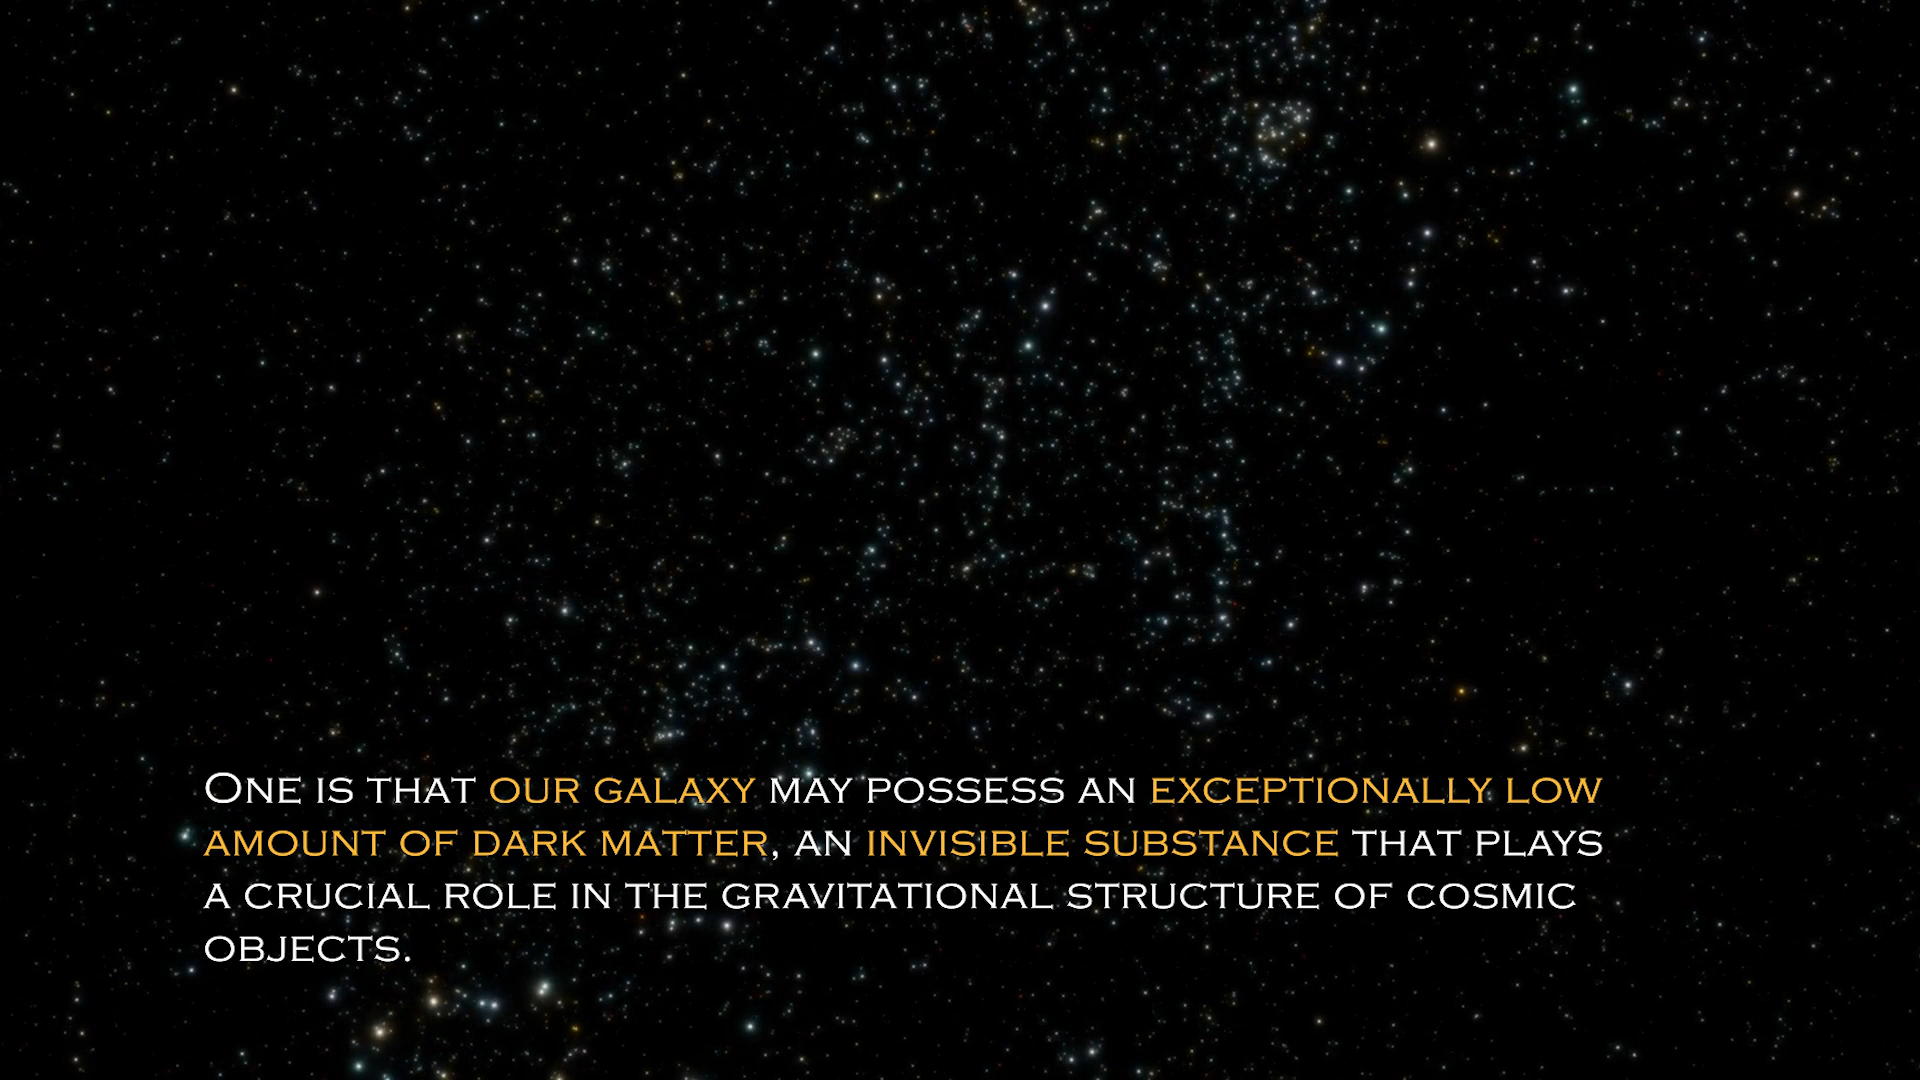 One is that our galaxy may possess an exceptionally low
amount of dark matter, an invisible substance that plays
a crucial role in the gravitational structure of cosmic
objects.